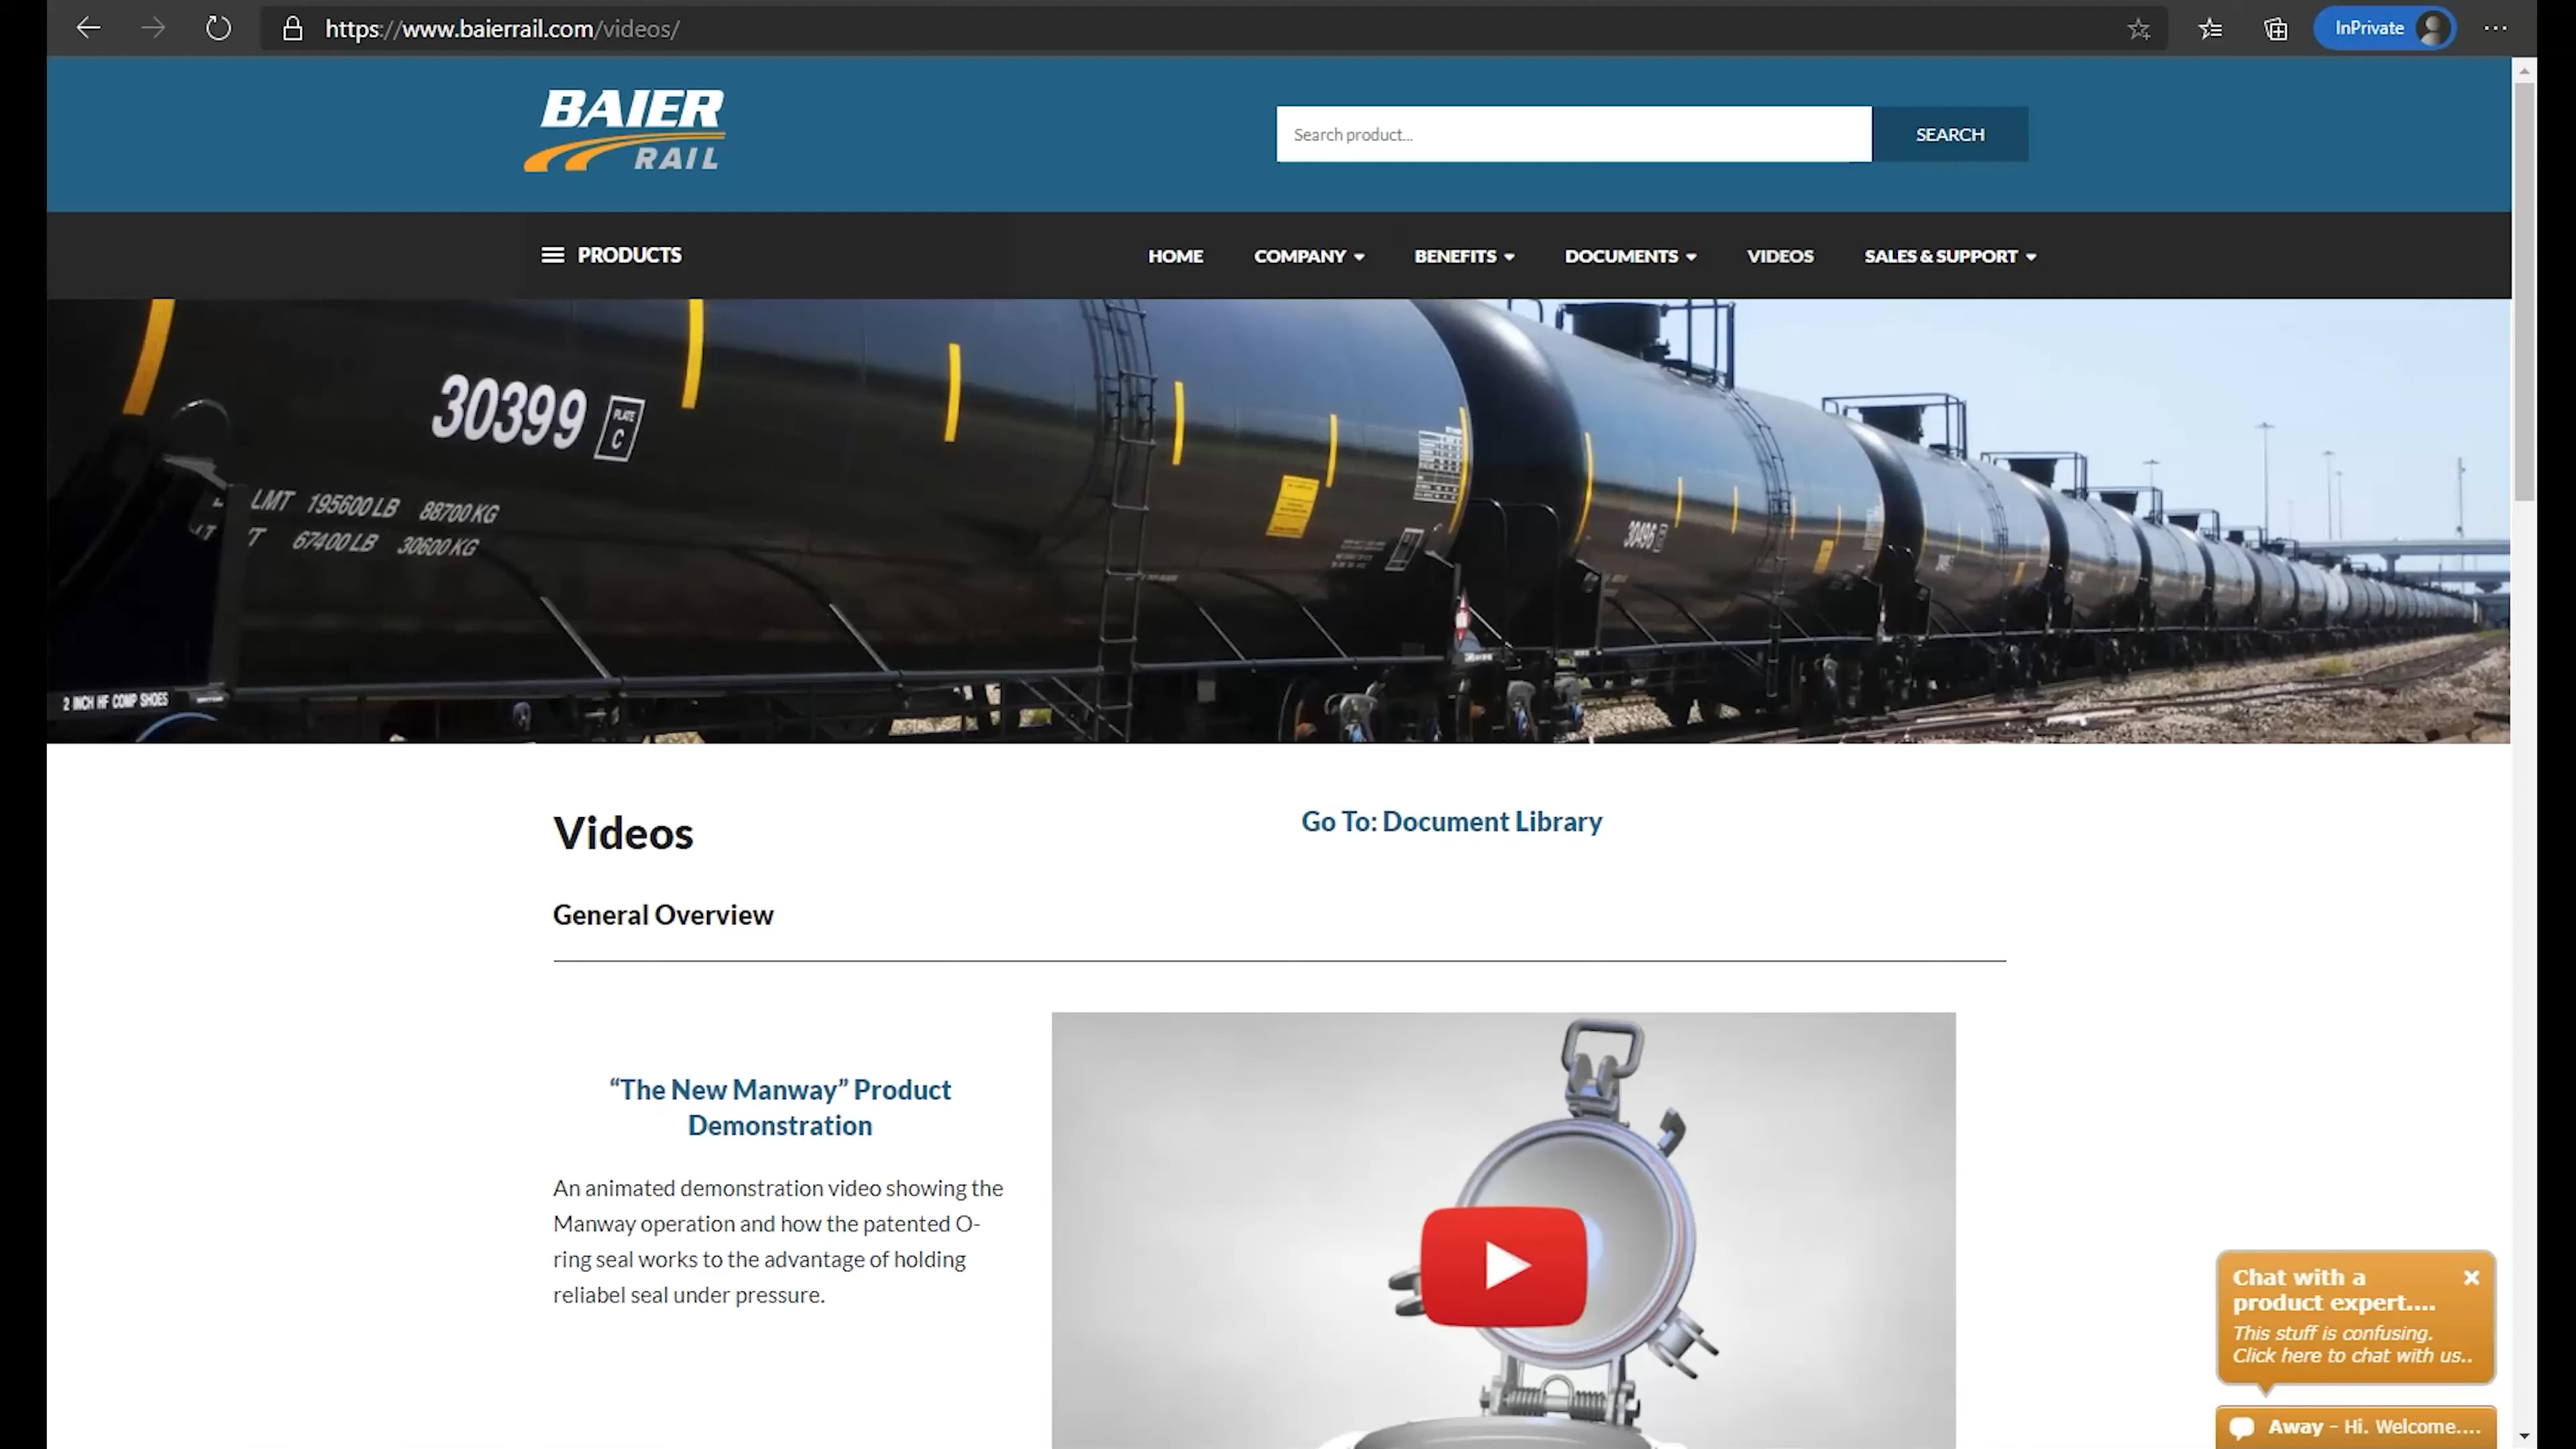 https://www.baierrail.com/videos/
InPrivate
BAIER
RAIL
Search product...
SEARCH
PRODUCTS
HOME
COMPANY
BENEFITS
DOCUMENTS
VIDEOS
SALES & SUPPORT
30399
PLATE
C
LMT 195600 LB 88700 KG
67400 LB 30600 KG
30496
2 INCH HF COMP SHOES
Videos
Go To: Document Library
General Overview
“The New Manway” Product
Demonstration
An animated demonstration video showing the
Manway operation and how the patented O-
ring seal works to the advantage of holding
reliabel seal under pressure.
Chat with a
product expert....
This stuff is confusing.
Click here to chat with us..
Away - Hi. Welcome....